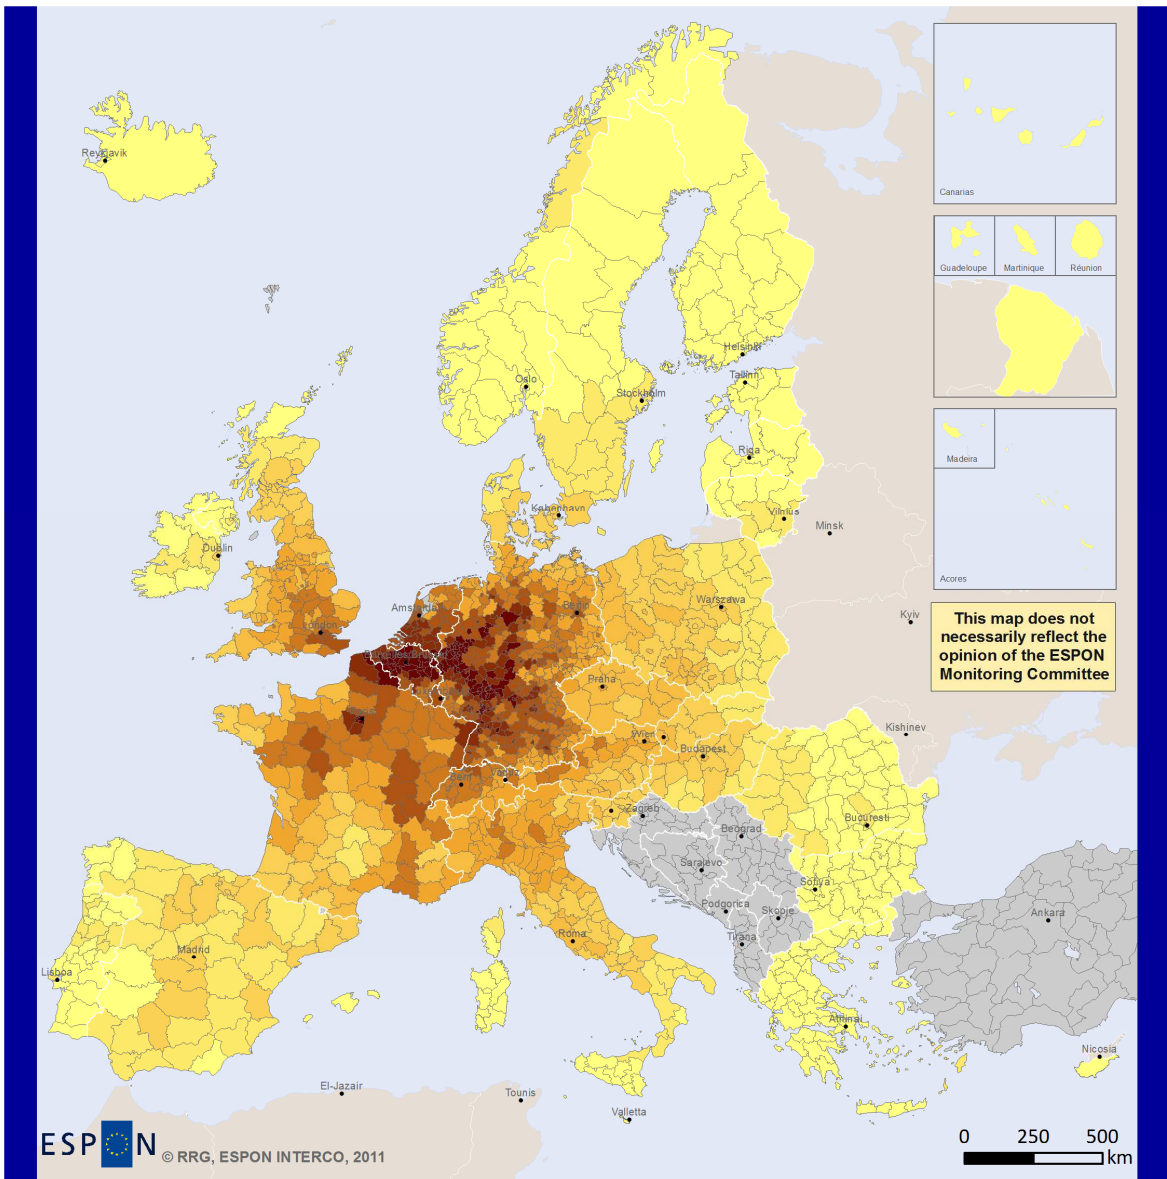 Reykjavik
Canarias
Guadeloupe
Martinique
Réunion
Helsinki
Tallinn
Oslo
Stockholm
Riga
Madeira
København
Vilnius
Minsk
Dublin
Acores
Warszawa
Amsterdam
Berlin
Kyiv
London
This map does not
necessarily reflect the
opinion of the ESPON
Monitoring Committee
Praha
Kishinev
Wien
Budapest
Vaduz
Bern
Zagreb
Beograd
Bucuresti
Sarajevo
Sofiya
Podgorica
Skopje
Ankara
Roma
Tirana
Madrid
Lisboa
Athinai
Nicosia
El-Jazair
Tounis
Valletta
ESPON
© RRG, ESPON INTERCO, 2011
0 250 500
km